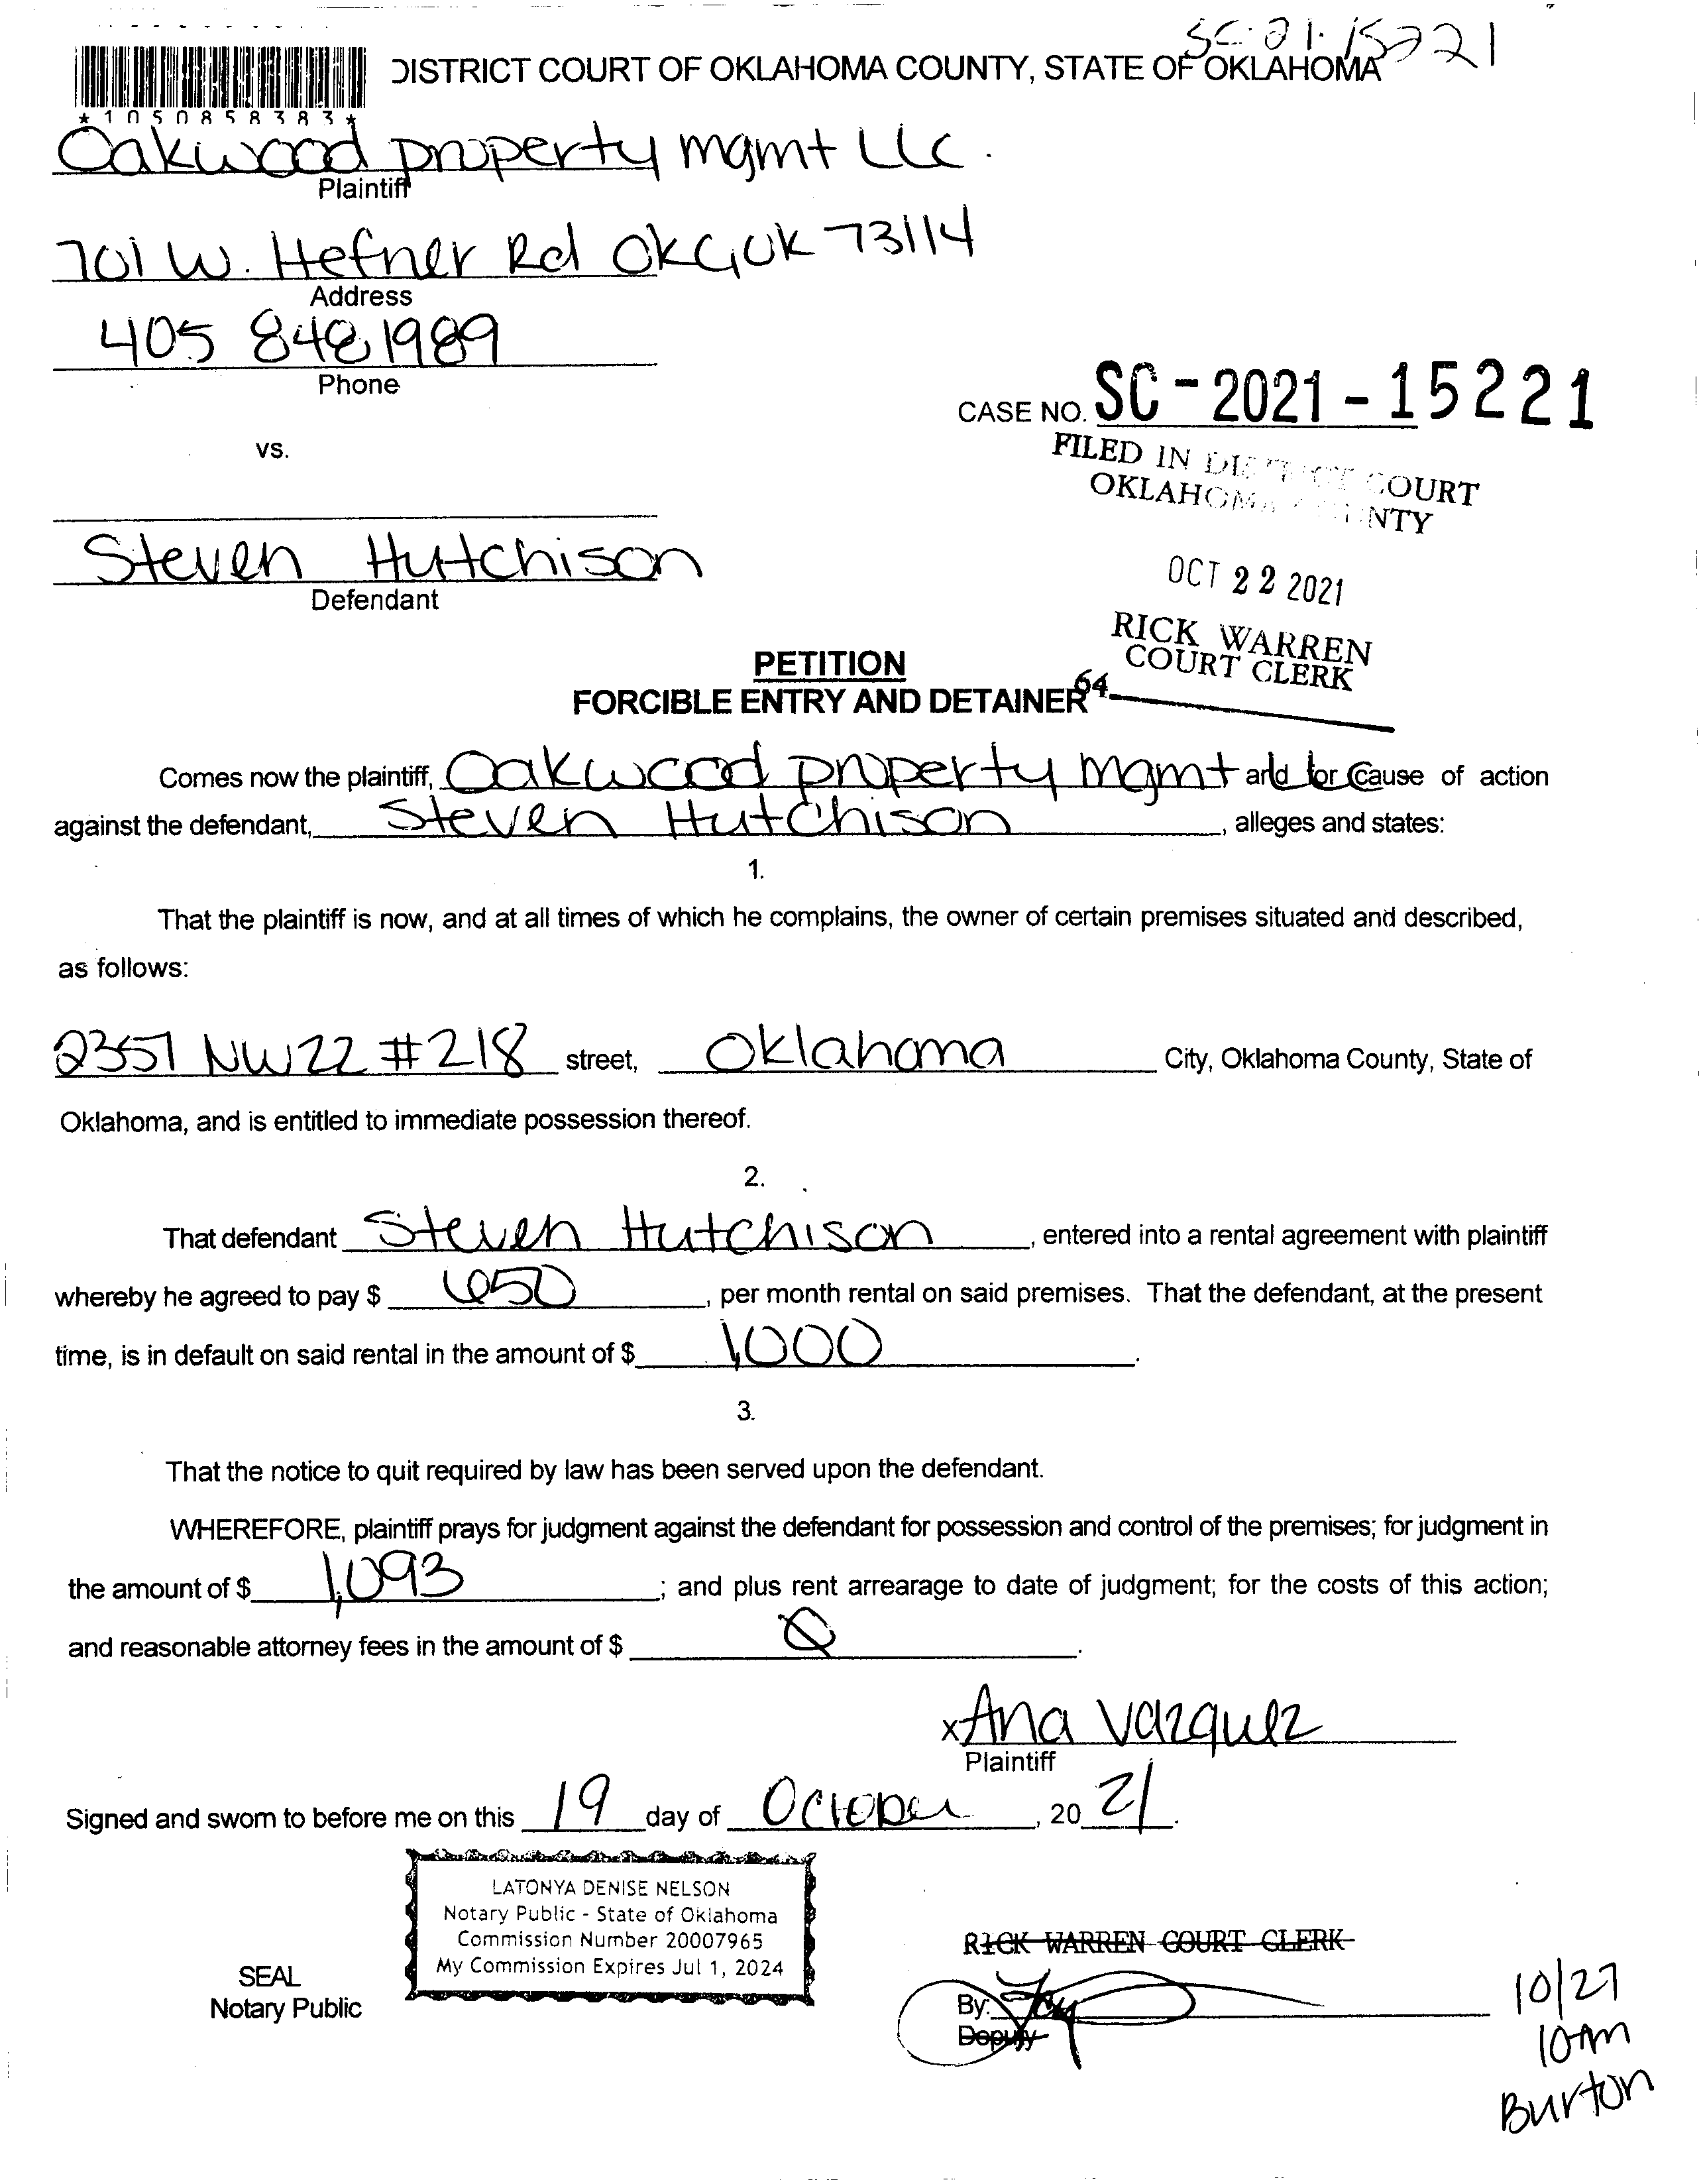 SC-21-15221
DISTRICT COURT OF OKLAHOMA COUNTY, STATE OF OKLAHOMA
*1050858383*
Oakwood property mgmt LLC.
Plaintiff
701 W. Hefner Rd OKC, OK 73114
Address
405 848 1989
Phone
CASE NO. SC-2021-15221
vs.
FILED IN DISTRICT COURT
OKLAHOMA COUNTY
Steven Hutchison
Defendant
OCT 22 2021
RICK WARREN
COURT CLERK
PETITION
FORCIBLE ENTRY AND DETAINER
64
Comes now the plaintiff, Oakwood property mgmt LLC and for cause of action
against the defendant, Steven Hutchison, alleges and states:
1.
That the plaintiff is now, and at all times of which he complains, the owner of certain premises situated and described,
as follows:
2357 NW 22 #218 street, Oklahoma City, Oklahoma County, State of
Oklahoma, and is entitled to immediate possession thereof.
2.
That defendant Steven Hutchison, entered into a rental agreement with plaintiff
whereby he agreed to pay $ 650, per month rental on said premises. That the defendant, at the present
time, is in default on said rental in the amount of $ 1,000.
3.
That the notice to quit required by law has been served upon the defendant.
WHEREFORE, plaintiff prays for judgment against the defendant for possession and control of the premises; for judgment in
the amount of $ 1,093; and plus rent arrearage to date of judgment; for the costs of this action;
and reasonable attorney fees in the amount of $ 0.
x Ana Vazquez
Plaintiff
Signed and sworn to before me on this 19 day of October, 20 21.
LATONYA DENISE NELSON
Notary Public - State of Oklahoma
Commission Number 20007965
My Commission Expires Jul 1, 2024
SEAL
Notary Public
RICK WARREN COURT CLERK
By:
Deputy
10/27
10am
Burton